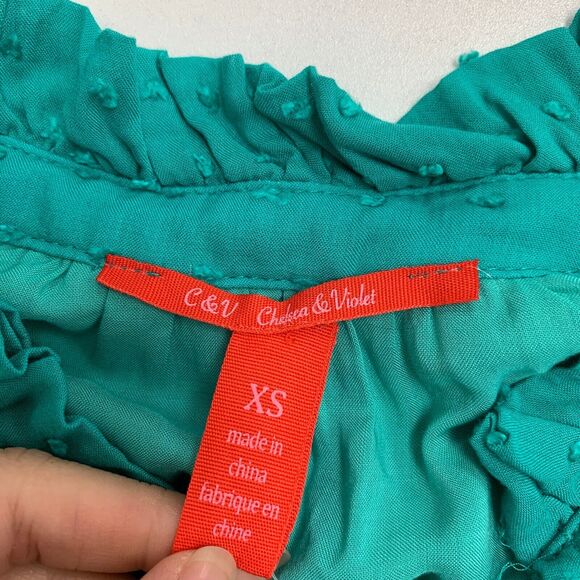 C & V Chelsea & Violet
XS
made in
china
fabrique en
chine